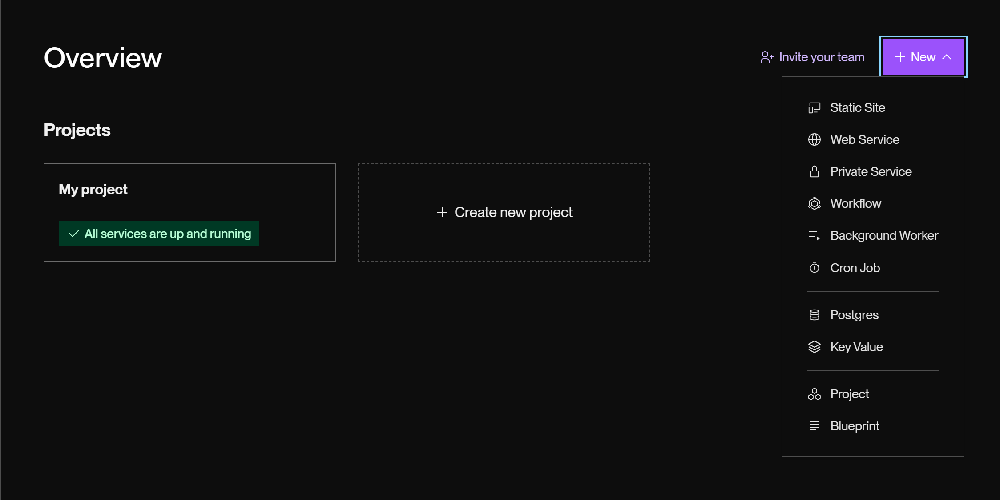 Overview
Invite your team
New
Projects
My project
All services are up and running
Create new project
Static Site
Web Service
Private Service
Workflow
Background Worker
Cron Job
Postgres
Key Value
Project
Blueprint